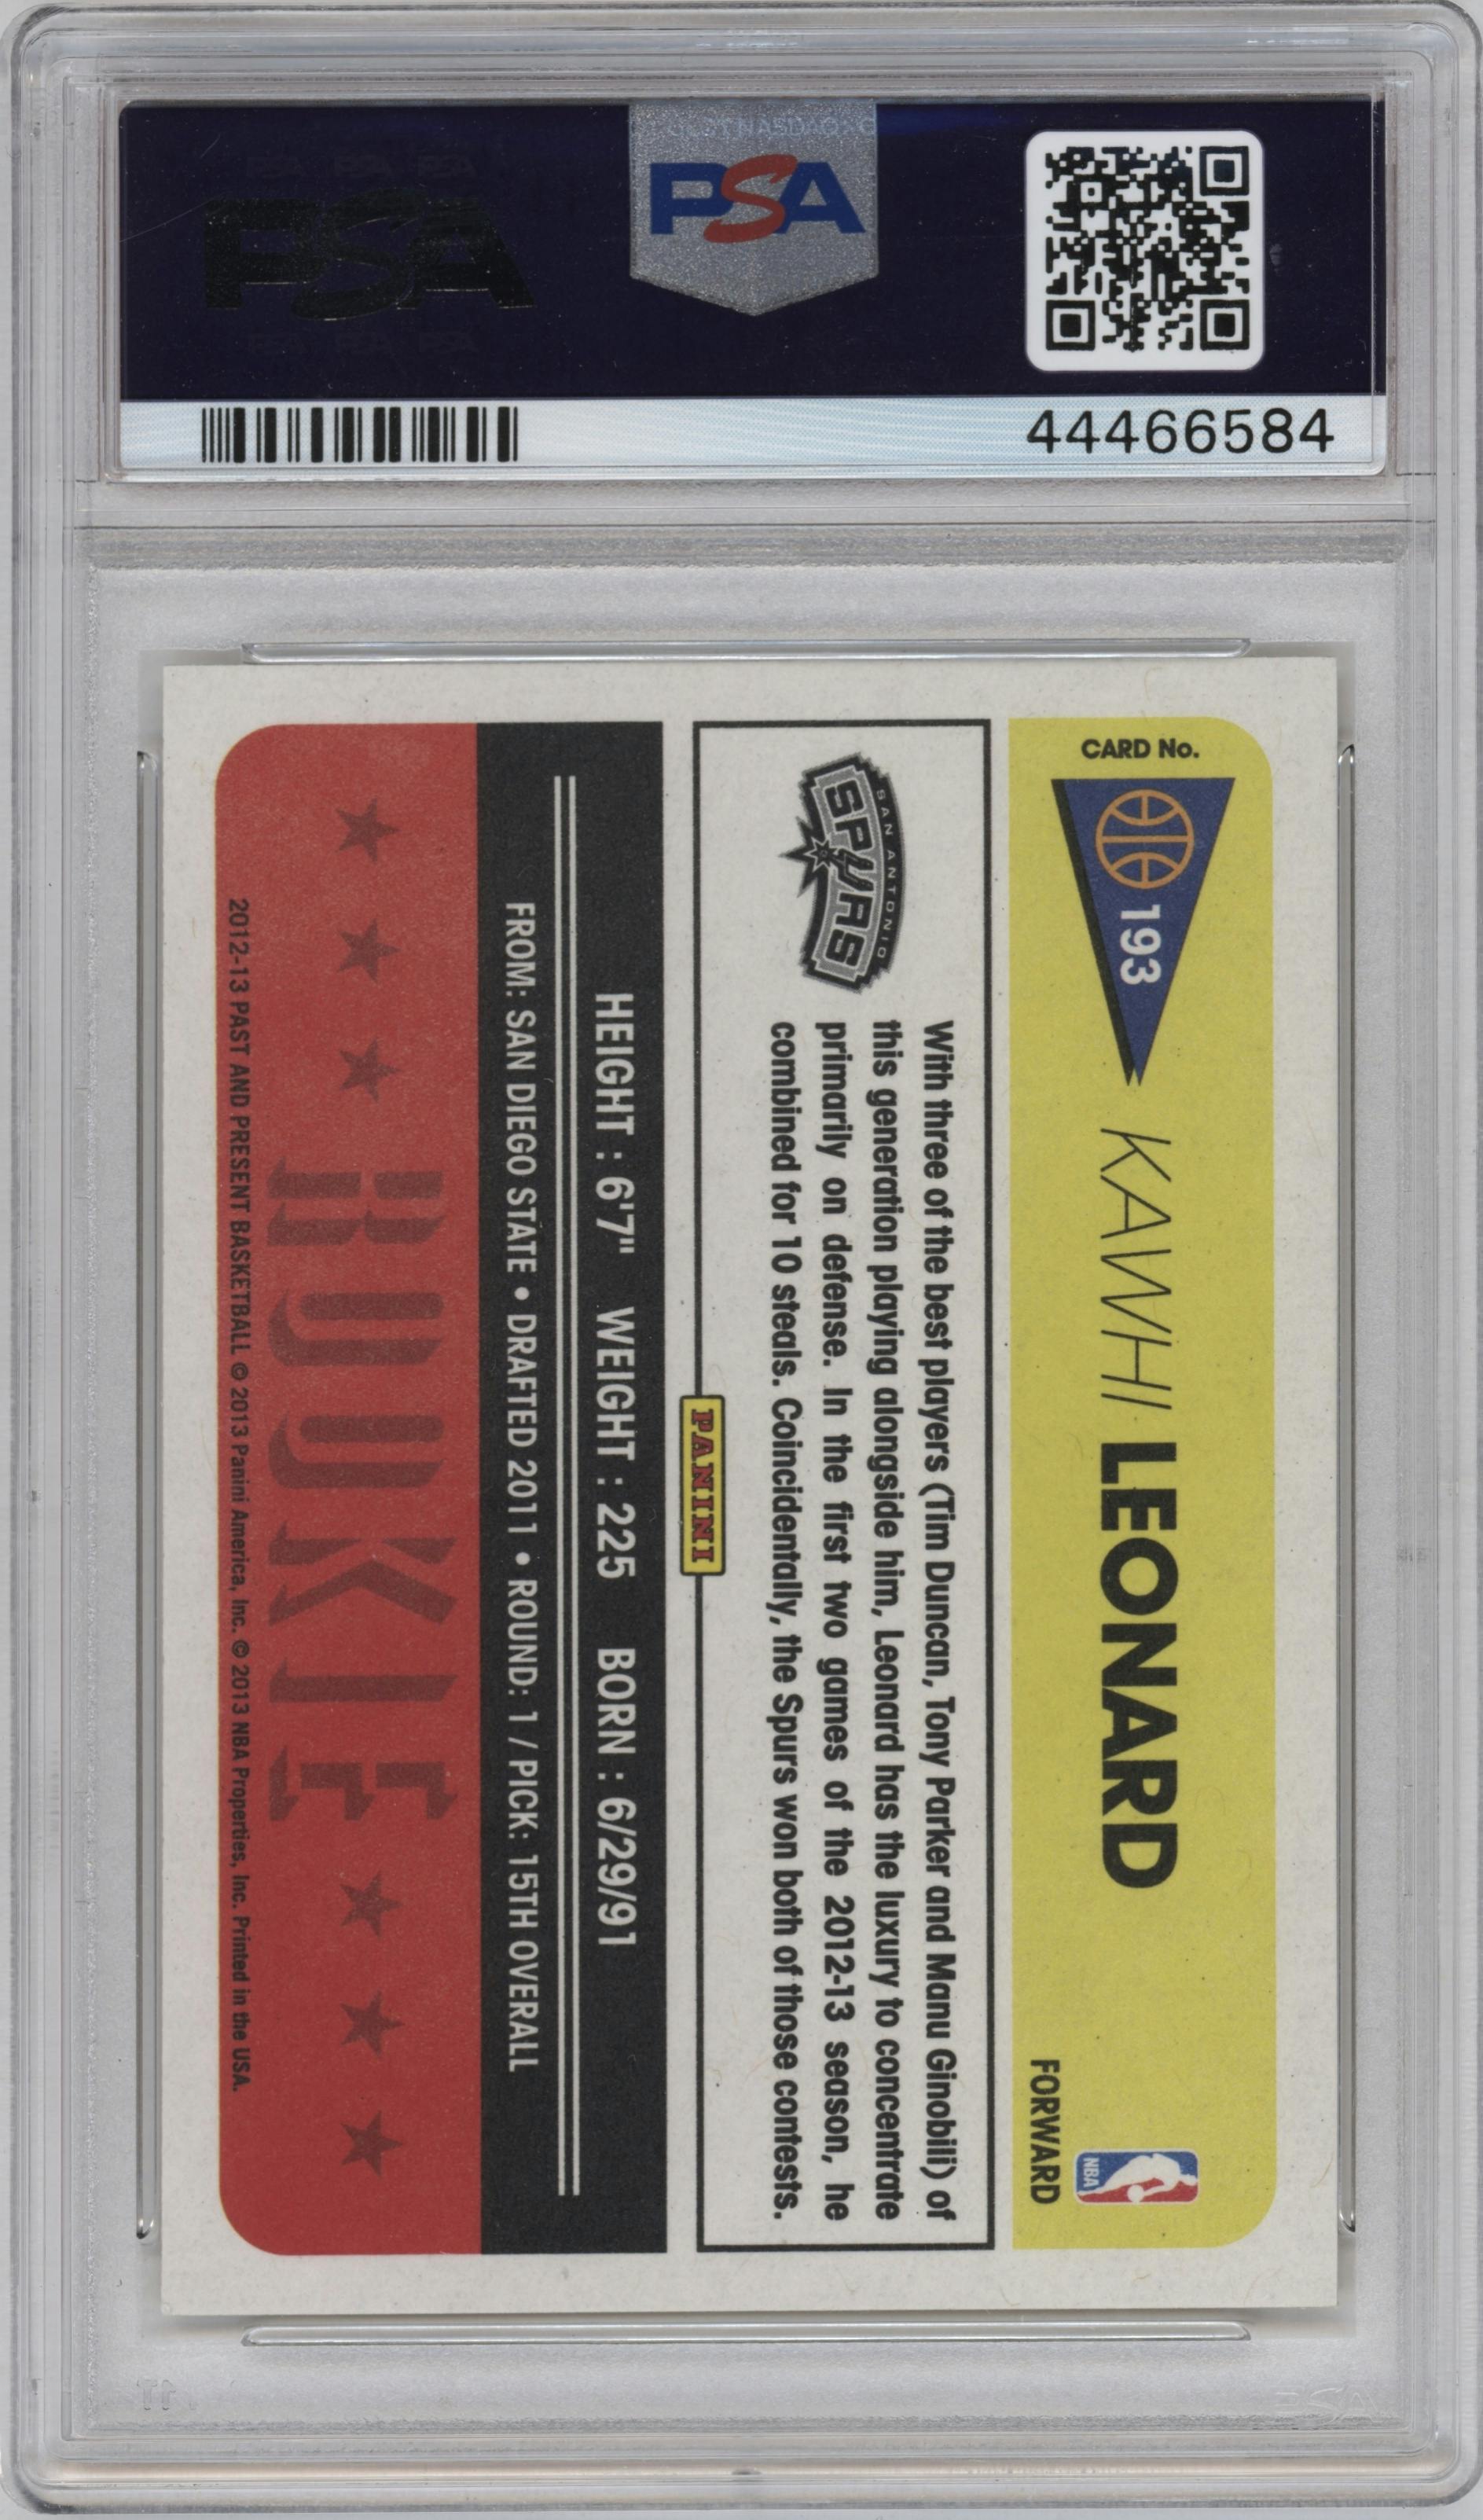 PSA
PSA
44466584
CARD No.
193
KAWHI LEONARD
NBA
FORWARD
SAN ANTONIO
SPURS
With three of the best players (Tim Duncan, Tony Parker and Manu Ginobili) of
this generation playing alongside him, Leonard has the luxury to concentrate
primarily on defense. In the first two games of the 2012-13 season, he
combined for 10 steals. Coincidentally, the Spurs won both of those contests.
PANINI
HEIGHT : 6'7" WEIGHT : 225 BORN : 6/29/91
FROM: SAN DIEGO STATE • DRAFTED 2011 • ROUND: 1 / PICK: 15TH OVERALL
ROOKIE
2012-13 PAST AND PRESENT BASKETBALL © 2013 Panini America, Inc. © 2013 NBA Properties, Inc. Printed in the USA.
PSA